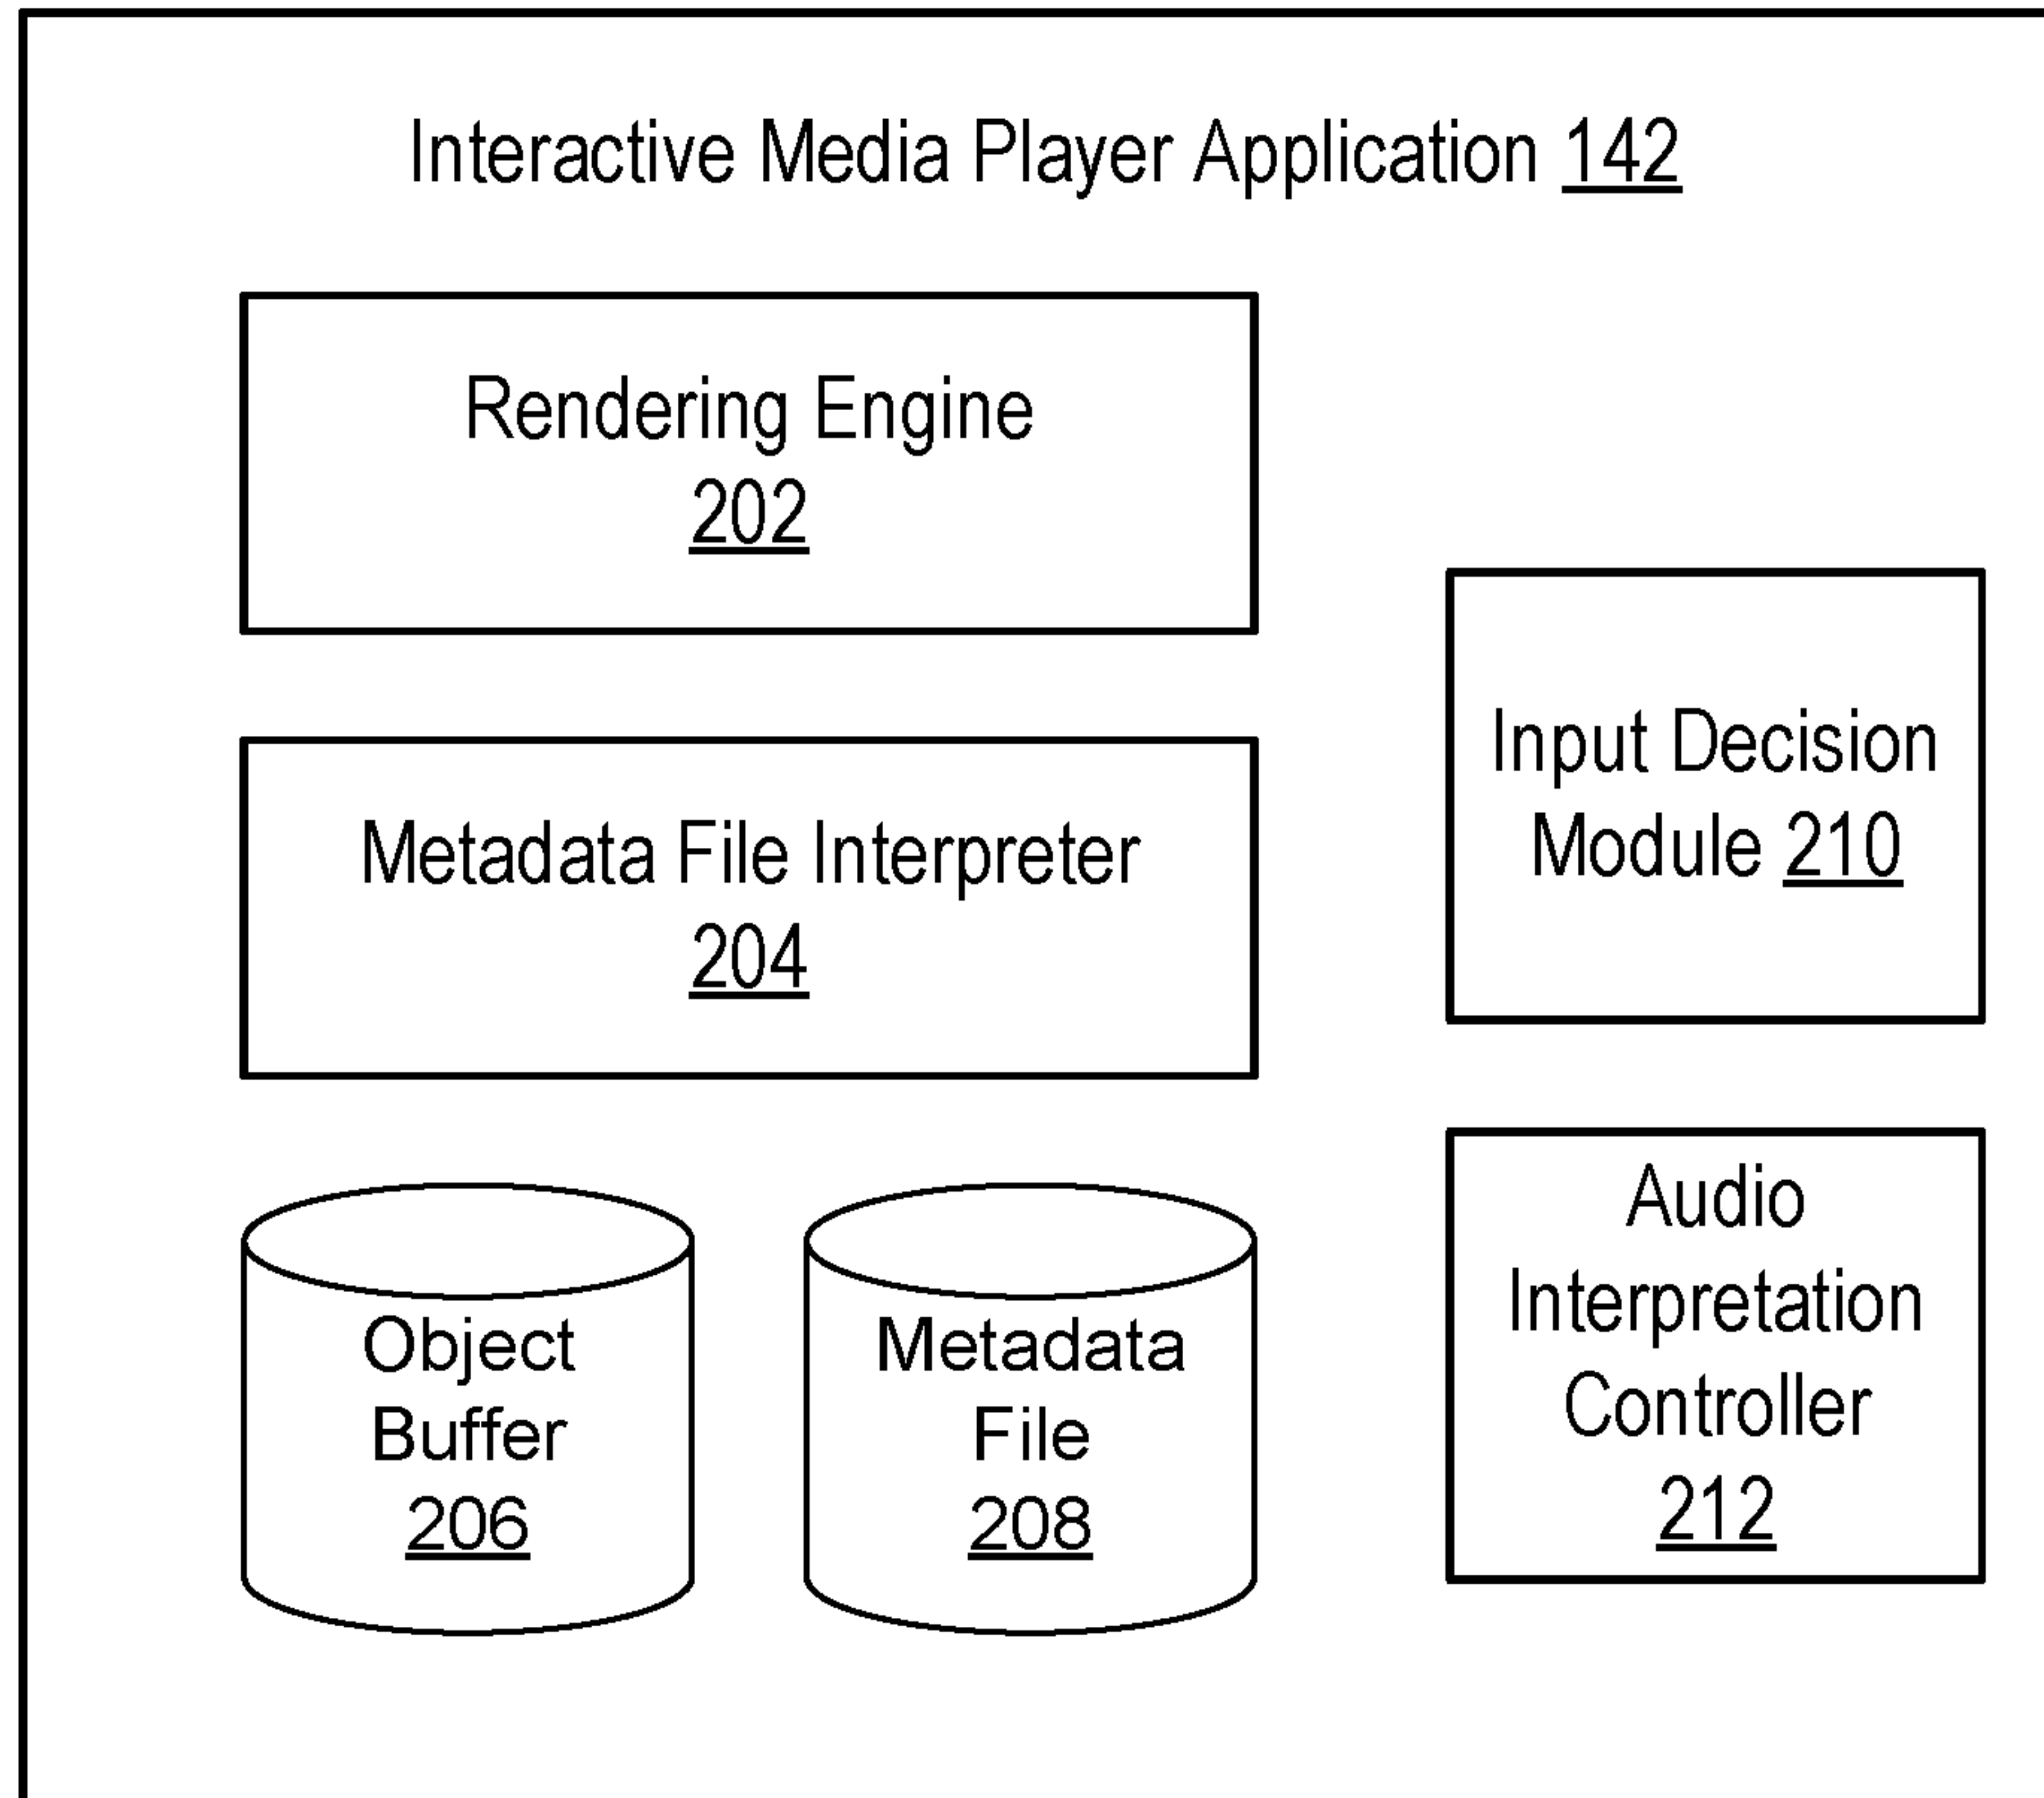 Interactive Media Player Application 142
Rendering Engine
202
Metadata File Interpreter
204
Object
Buffer
206
Metadata
File
208
Input Decision
Module 210
Audio
Interpretation
Controller
212